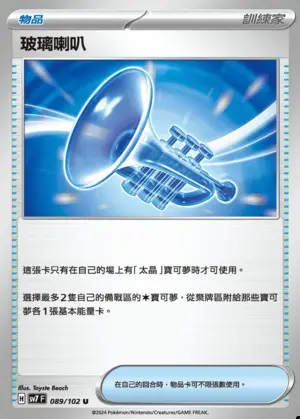 物品
訓練家
玻璃喇叭
這張卡只有在自己的場上有「太晶」寶可夢時才可使用。
選擇最多2隻自己的備戰區的✶寶可夢,從棄牌區附給那些寶可
夢各1張基本能量卡。
Illus. Toyste Beach
在自己的回合時,物品卡可不限張數使用。
H SV7 F 089/102 U
©2024 Pokémon/Nintendo/Creatures/GAME FREAK.